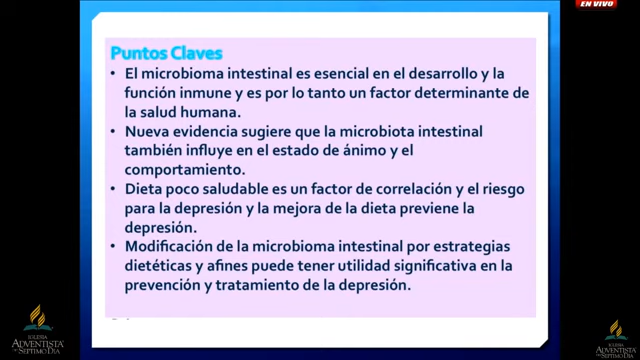 EN VIVO
Puntos Claves
• El microbioma intestinal es esencial en el desarrollo y la
función inmune y es por lo tanto un factor determinante de
la salud humana.
• Nueva evidencia sugiere que la microbiota intestinal
también influye en el estado de ánimo y el
comportamiento.
• Dieta poco saludable es un factor de correlación y el riesgo
para la depresión y la mejora de la dieta previene la
depresión.
• Modificación de la microbioma intestinal por estrategias
dietéticas y afines puede tener utilidad significativa en la
prevención y tratamiento de la depresión.
IGLESIA
ADVENTISTA
DEL SÉPTIMO DÍA
IGLESIA
ADVENTISTA
DEL SÉPTIMO DÍA